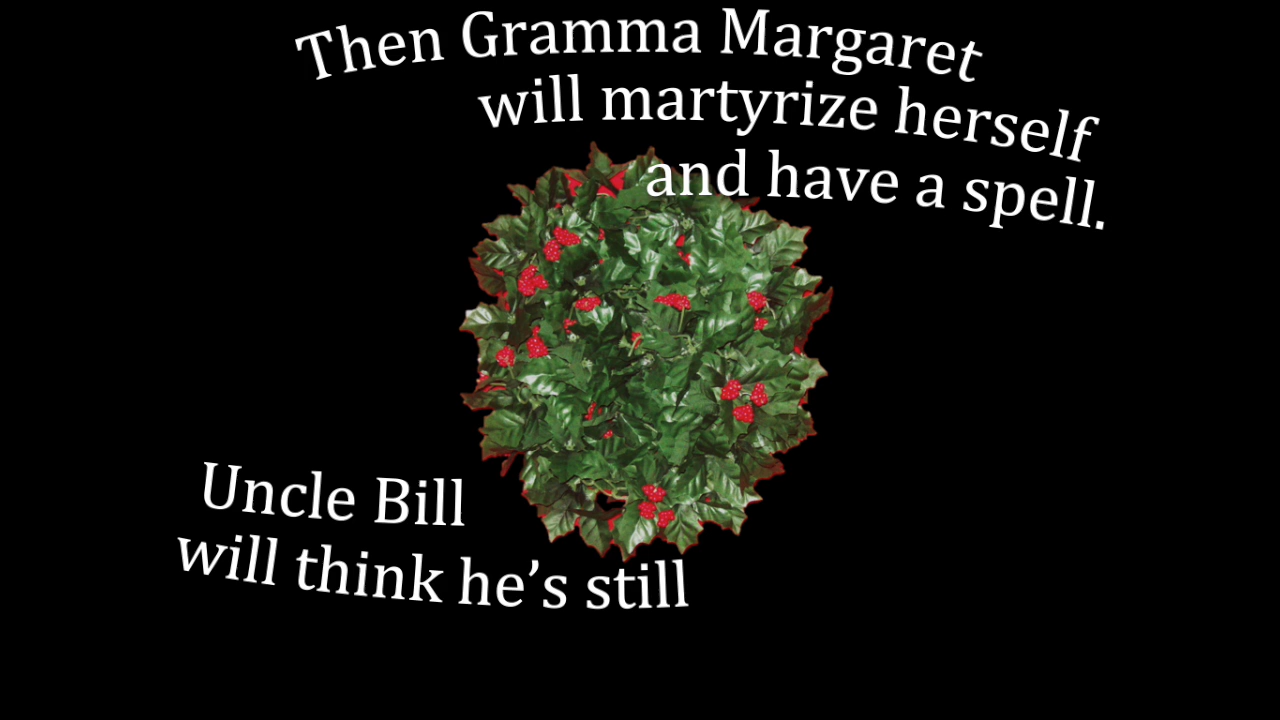 Then Gramma Margaret
will martyrize herself
and have a spell.
Uncle Bill
will think he’s still